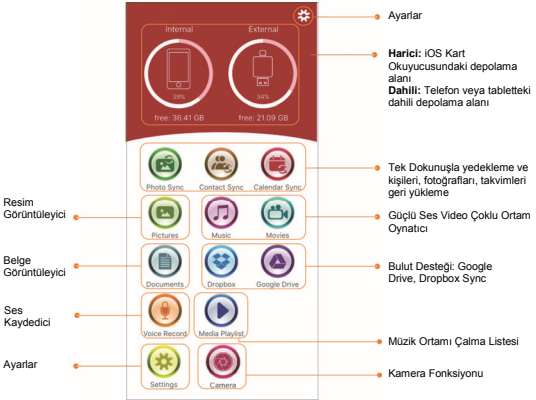 Internal
External
39%
34%
free: 36.41 GB
free: 21.09 GB
Photo Sync
Contact Sync
Calendar Sync
Pictures
Music
Movies
Documents
Dropbox
Google Drive
Voice Record
Media Playlist
Settings
Camera
Resim
Görüntüleyici
Belge
Görüntüleyici
Ses
Kaydedici
Ayarlar
Ayarlar
Harici: iOS Kart
Okuyucusundaki depolama
alanı
Dahili: Telefon veya tabletteki
dahili depolama alanı
Tek Dokunuşla yedekleme ve
kişileri, fotoğrafları, takvimleri
geri yükleme
Güçlü Ses Video Çoklu Ortam
Oynatıcı
Bulut Desteği: Google
Drive, Dropbox Sync
Müzik Ortamı Çalma Listesi
Kamera Fonksiyonu